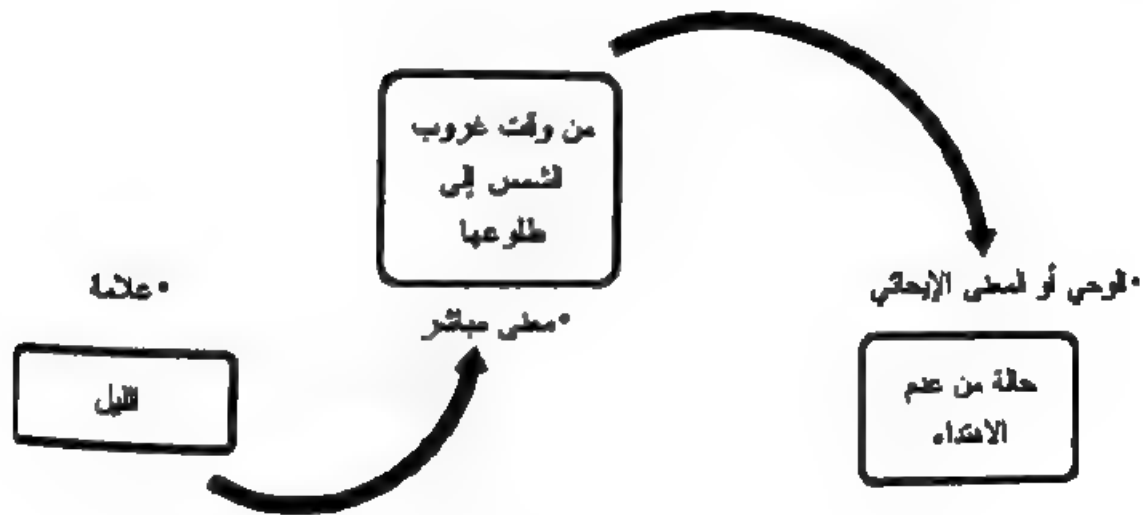 من وقت غروب
الشمس إلى
طلوعها
•علامة
•معنى مباشر
•الوحي أو المعنى الإيحائي
الليل
حالة من عدم
الاهتداء